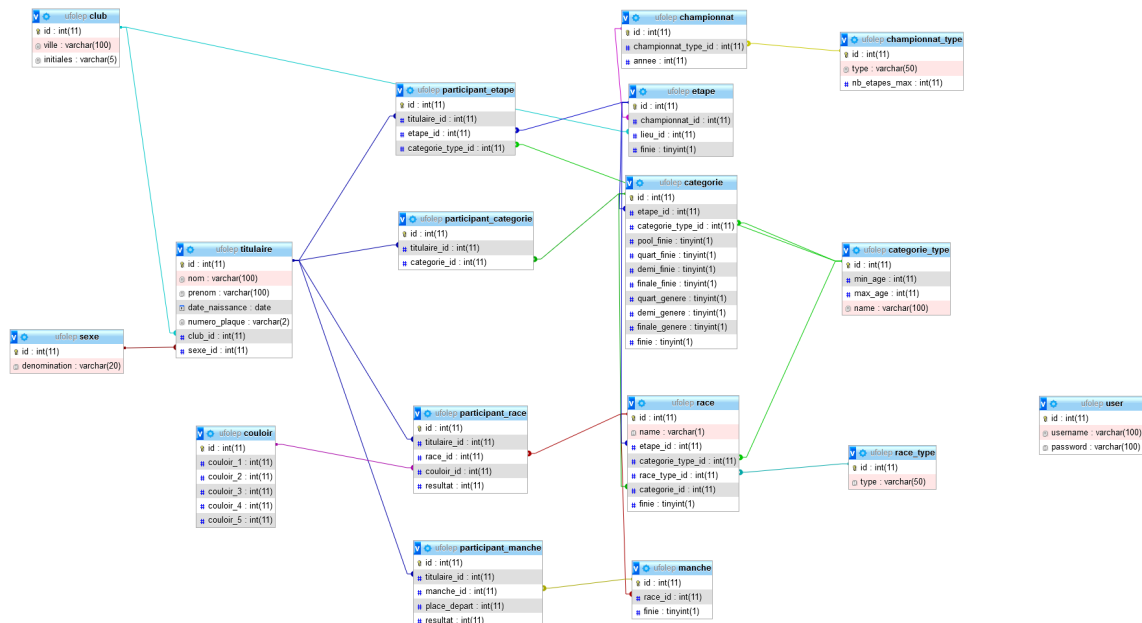 ufolep club
id : int(11)
ville : varchar(100)
initiales : varchar(5)
ufolep championnat
id : int(11)
championnat_type_id : int(11)
annee : int(11)
ufolep championnat_type
id : int(11)
type : varchar(50)
nb_etapes_max : int(11)
ufolep participant_etape
id : int(11)
titulaire_id : int(11)
etape_id : int(11)
categorie_type_id : int(11)
ufolep etape
id : int(11)
championnat_id : int(11)
lieu_id : int(11)
finie : tinyint(1)
ufolep categorie
id : int(11)
etape_id : int(11)
categorie_type_id : int(11)
pool_finie : tinyint(1)
quart_finie : tinyint(1)
demi_finie : tinyint(1)
finale_finie : tinyint(1)
quart_genere : tinyint(1)
demi_genere : tinyint(1)
finale_genere : tinyint(1)
finie : tinyint(1)
ufolep participant_categorie
id : int(11)
titulaire_id : int(11)
categorie_id : int(11)
ufolep titulaire
id : int(11)
nom : varchar(100)
prenom : varchar(100)
date_naissance : date
numero_plaque : varchar(2)
club_id : int(11)
sexe_id : int(11)
ufolep categorie_type
id : int(11)
min_age : int(11)
max_age : int(11)
name : varchar(100)
ufolep sexe
id : int(11)
denomination : varchar(20)
ufolep participant_race
id : int(11)
titulaire_id : int(11)
race_id : int(11)
couloir_id : int(11)
resultat : int(11)
ufolep race
id : int(11)
name : varchar(1)
etape_id : int(11)
categorie_type_id : int(11)
race_type_id : int(11)
categorie_id : int(11)
finie : tinyint(1)
ufolep user
id : int(11)
username : varchar(100)
password : varchar(100)
ufolep couloir
id : int(11)
couloir_1 : int(11)
couloir_2 : int(11)
couloir_3 : int(11)
couloir_4 : int(11)
couloir_5 : int(11)
ufolep race_type
id : int(11)
type : varchar(50)
ufolep participant_manche
id : int(11)
titulaire_id : int(11)
manche_id : int(11)
place_depart : int(11)
resultat : int(11)
ufolep manche
id : int(11)
race_id : int(11)
finie : tinyint(1)